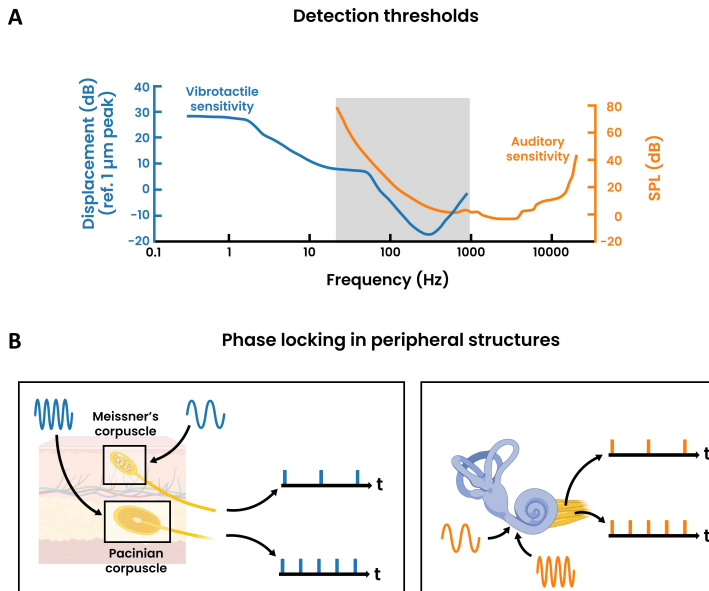 A
Detection thresholds
Displacement (dB)
(ref. 1 µm peak)
40
30
20
10
0
-10
-20
Vibrotactile
sensitivity
Auditory
sensitivity
80
60
40
20
0
-20
SPL (dB)
0.1 1 10 100 1000 10000
Frequency (Hz)
B
Phase locking in peripheral structures
Meissner's
corpuscle
Pacinian
corpuscle
t
t
t
t